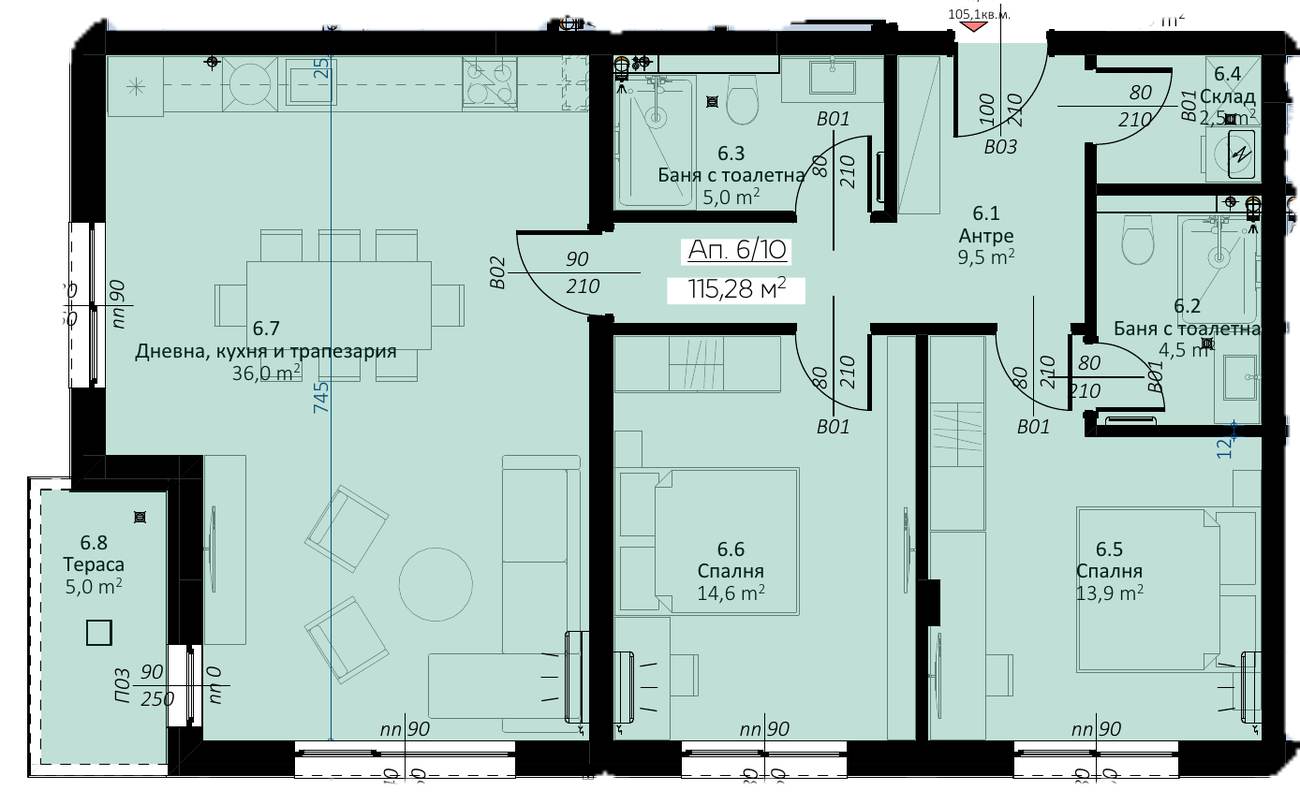 105,1кв.м.
m²
25
6.4
Склад
2,5 m²
80
210
B01
100
210
B03
B01
80
210
6.3
Баня с тоалетна
5,0 m²
6.1
Антре
9,5 m²
Ап. 6/10
115,28 м²
90
210
B02
пп 90
6.7
Дневна, кухня и трапезария
36,0 m²
745
6.2
Баня с тоалетна
4,5 m²
80
210
B01
80
210
B01
80
210
B01
12
6.8
Тераса
5,0 m²
6.6
Спалня
14,6 m²
6.5
Спалня
13,9 m²
П03
90
250
пп 0
пп 90
пп 90
пп 90